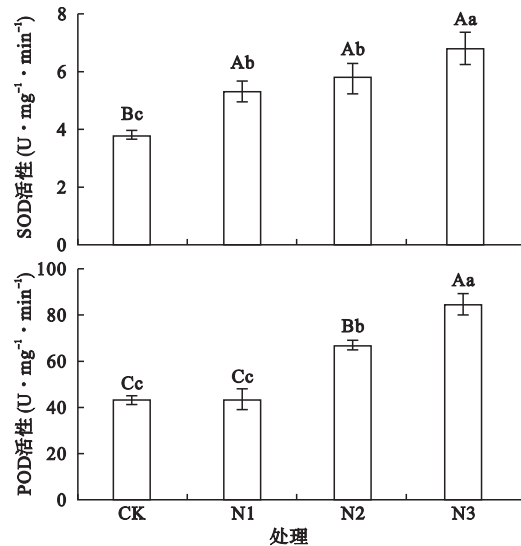 SOD活性 (U·mg⁻¹·min⁻¹)
8
6
4
2
0
Bc
Ab
Ab
Aa
POD活性 (U·mg⁻¹·min⁻¹)
100
80
60
40
20
0
Cc
Cc
Bb
Aa
CK N1 N2 N3
处理